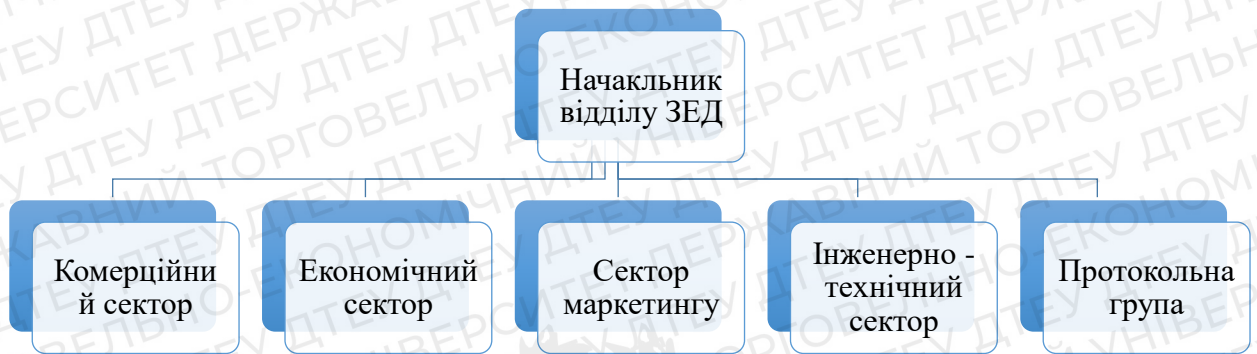 Начакльник
відділу ЗЕД
Комерційни
й сектор
Економічний
сектор
Сектор
маркетингу
Інженерно -
технічний
сектор
Протокольна
група